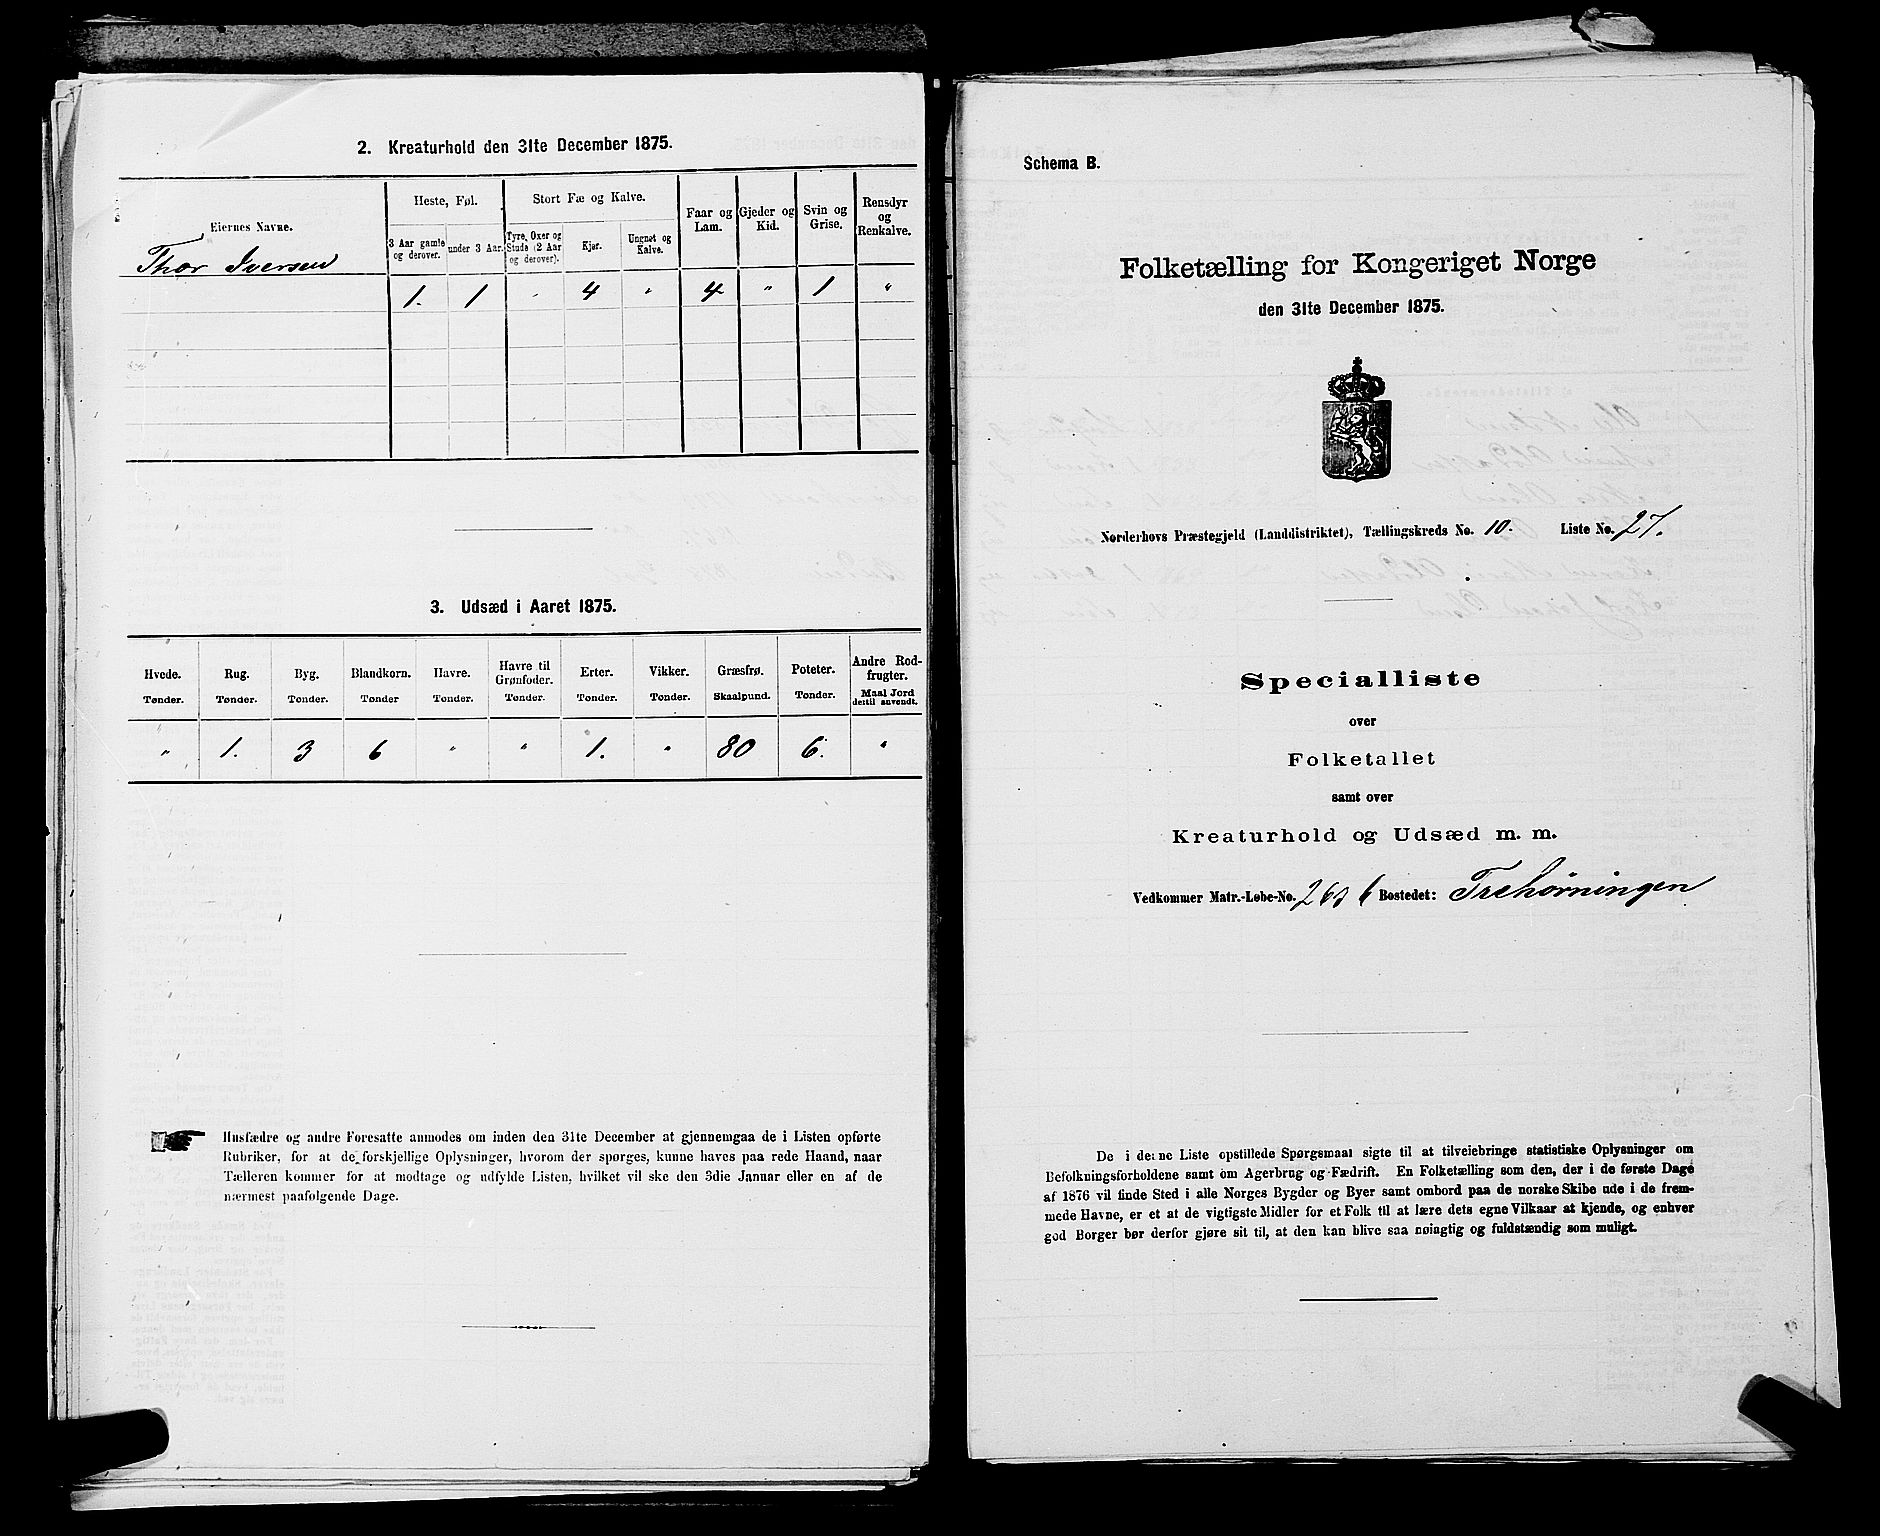 2. Kreaturhold den 31te December 1875.
Eiernes Navne.
Heste, Føl.
Stort Fæ og Kalve.
Faar og Lam.
Gjeder og Kid.
Svin og Grise.
Rensdyr og Renkalve.
3 Aar gamle og derover.
under 3 Aar.
Tyre, Oxer og Stude (2 Aar og derover).
Kjør.
Ungnøt og Kalve.
Thor Iversen
1. 1 " 4 " 4 " 1 "
3. Udsæd i Aaret 1875.
Hvede. Rug. Byg. Blandkorn. Havre. Havre til Grønfoder. Erter. Vikker. Græsfrø. Poteter. Andre Rodfrugter.
Tønder. Tønder. Tønder. Tønder Tønder. Tønder. Tønder. Tønder. Skaalpund. Tønder. Maal Jord dertil anvendt.
" 1. 3 6 " " 1. " 80 6. "
Husfædre og andre Foresatte anmodes om inden den 31te December at gjennemgaa de i Listen opførte
Rubriker, for at de forskjellige Oplysninger, hvorom der spørges, kunne haves paa rede Haand, naar
Tælleren kommer for at modtage og udfylde Listen, hvilket vil ske den 3die Januar eller en af de
nærmest paafølgende Dage.
Schema B.
Folketælling for Kongeriget Norge
den 31te December 1875.
Norderhovs Præstegjeld (Landdistriktet), Tællingskreds No. 10. Liste No. 27.
Specialliste
over
Folketallet
samt over
Kreaturhold og Udsæd m. m.
Vedkommer Matr.-Løbe-No. Bostedet: Trehørningen
De i denne Liste opstillede Spørgsmaal sigte til at tilveiebringe statistiske Oplysninger om
Befolkningsforholdene samt om Agerbrug og Fædrift. En Folketælling som den, der i de første Dage
af 1876 vil finde Sted i alle Norges Bygder og Byer samt ombord paa de norske Skibe ude i de frem-
mede Havne, er et af de vigtigste Midler for et Folk til at lære dets egne Vilkaar at kjende, og enhver
god Borger bør derfor gjøre sit til, at den kan blive saa nøiagtig og fuldstændig som muligt.